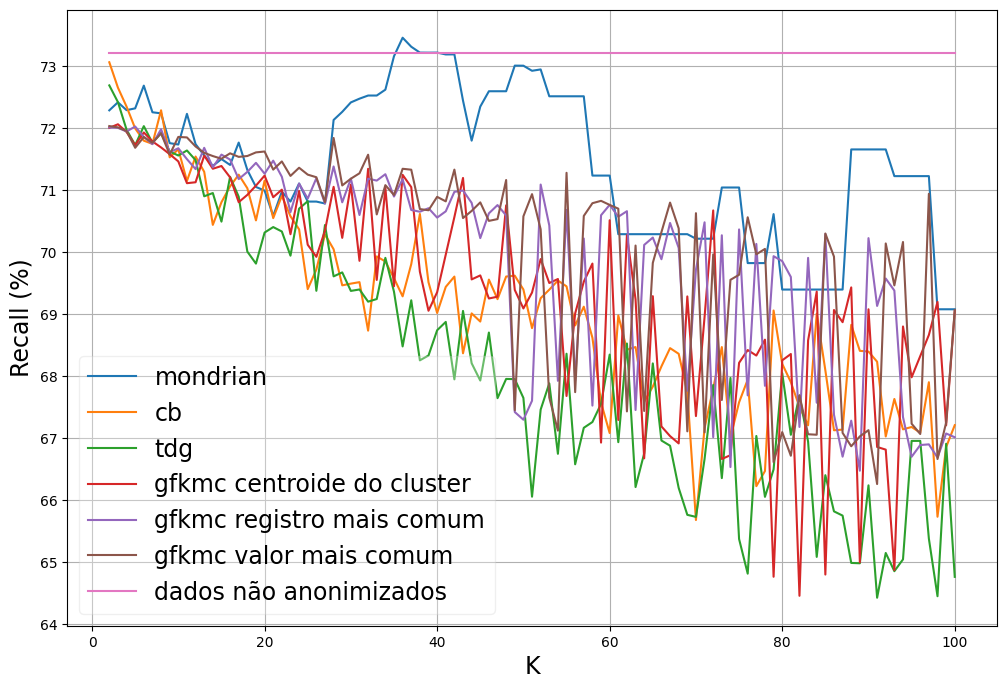 Recall (%)
73
72
71
70
69
68
67
66
65
64
mondrian
cb
tdg
gfkmc centroide do cluster
gfkmc registro mais comum
gfkmc valor mais comum
dados não anonimizados
0 20 40 60 80 100
K